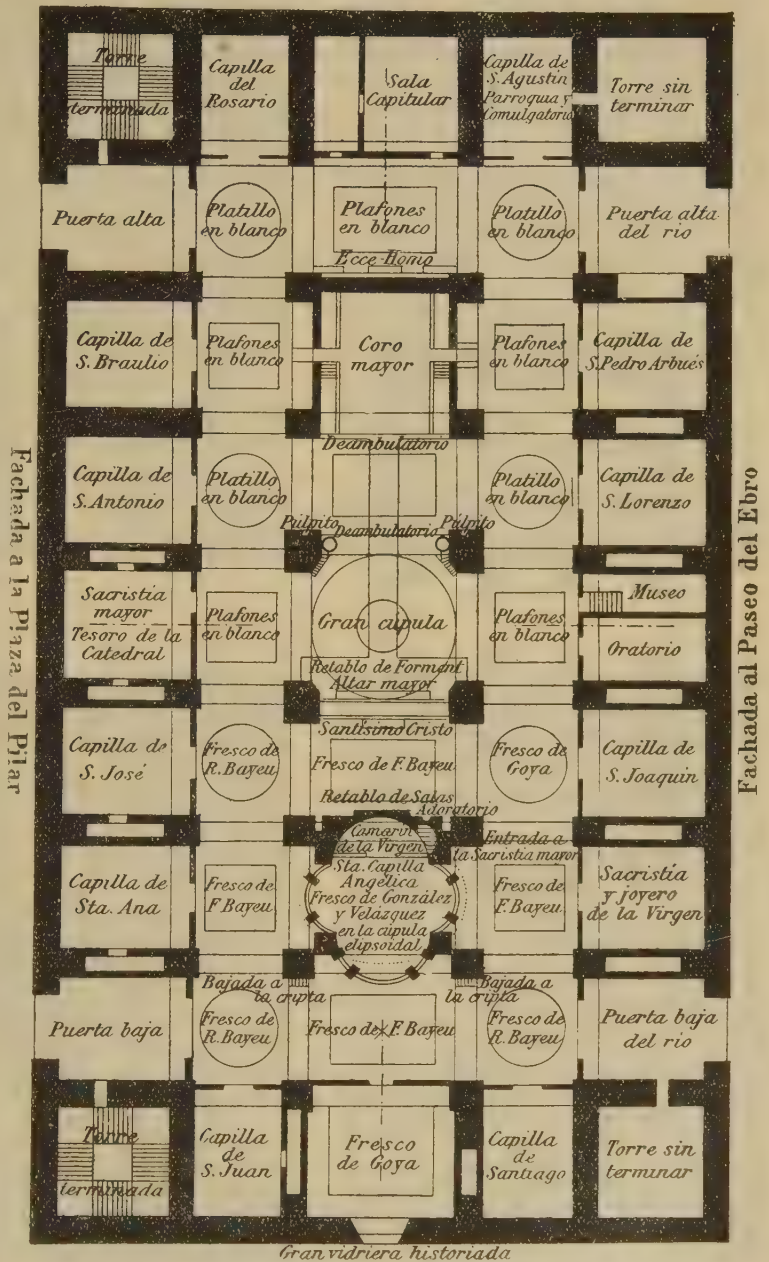 Torre
terminada
Capilla
del
Rosario
Sala
Capitular
Capilla de
S. Agustín
Parroquia y
Comulgatorio
Torre sin
terminar
Puerta alta
Platillo
en blanco
Plafones
en blanco
Platillo
en blanco
Puerta alta
del rio
Ecce-Homo
Capilla de
S. Braulio
Plafones
en blanco
Coro
mayor
Plafones
en blanco
Capilla de
S. Pedro Arbués
Deambulatorio
Capilla de
S. Antonio
Platillo
en blanco
Platillo
en blanco
Capilla de
S. Lorenzo
Púlpito
Deambulatorio
Púlpito
Sacristía
mayor
Tesoro de la
Catedral
Plafones
en blanco
Gran cúpula
Plafones
en blanco
Museo
Oratorio
Retablo de Forment
Altar mayor
Santísimo Cristo
Capilla de
S. José
Fresco de
R. Bayeu
Fresco de F. Bayeu
Fresco de
Goya
Capilla de
S. Joaquin
Retablo de Salas
Adoratorio
Camarín
de la Virgen
Entrada a
la Sacristia mayor
Capilla de
Sta. Ana
Fresco de
F. Bayeu
Sta. Capilla
Angélica
Fresco de González
y Velázquez
en la cúpula
elipsoidal
Fresco de
F. Bayeu
Sacristía
y joyero
de la Virgen
Bajada a
la cripta
Bajada a
la cripta
Puerta baja
Fresco de
R. Bayeu
Fresco de F. Bayeu
Fresco de
R. Bayeu
Puerta baja
del rio
Torre
terminada
Capilla
de
S. Juan
Fresco
de Goya
Capilla
de
Santiago
Torre sin
terminar
Gran vidriera historiada
Fachada a la Plaza del Pilar
Fachada al Paseo del Ebro